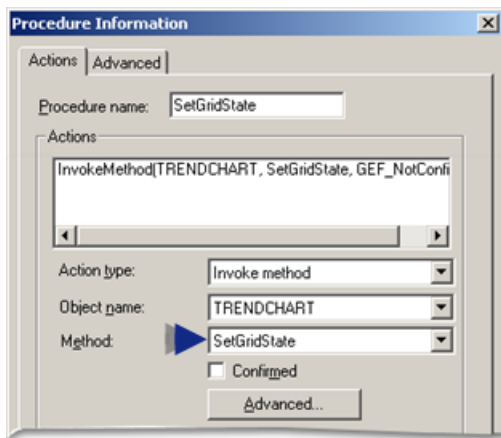 Procedure Information
Actions Advanced
Procedure name: SetGridState
Actions
InvokeMethod(TRENDCHART, SetGridState, GEF_NotConfi
Action type: Invoke method
Object name: TRENDCHART
Method: SetGridState
Confirmed
Advanced...